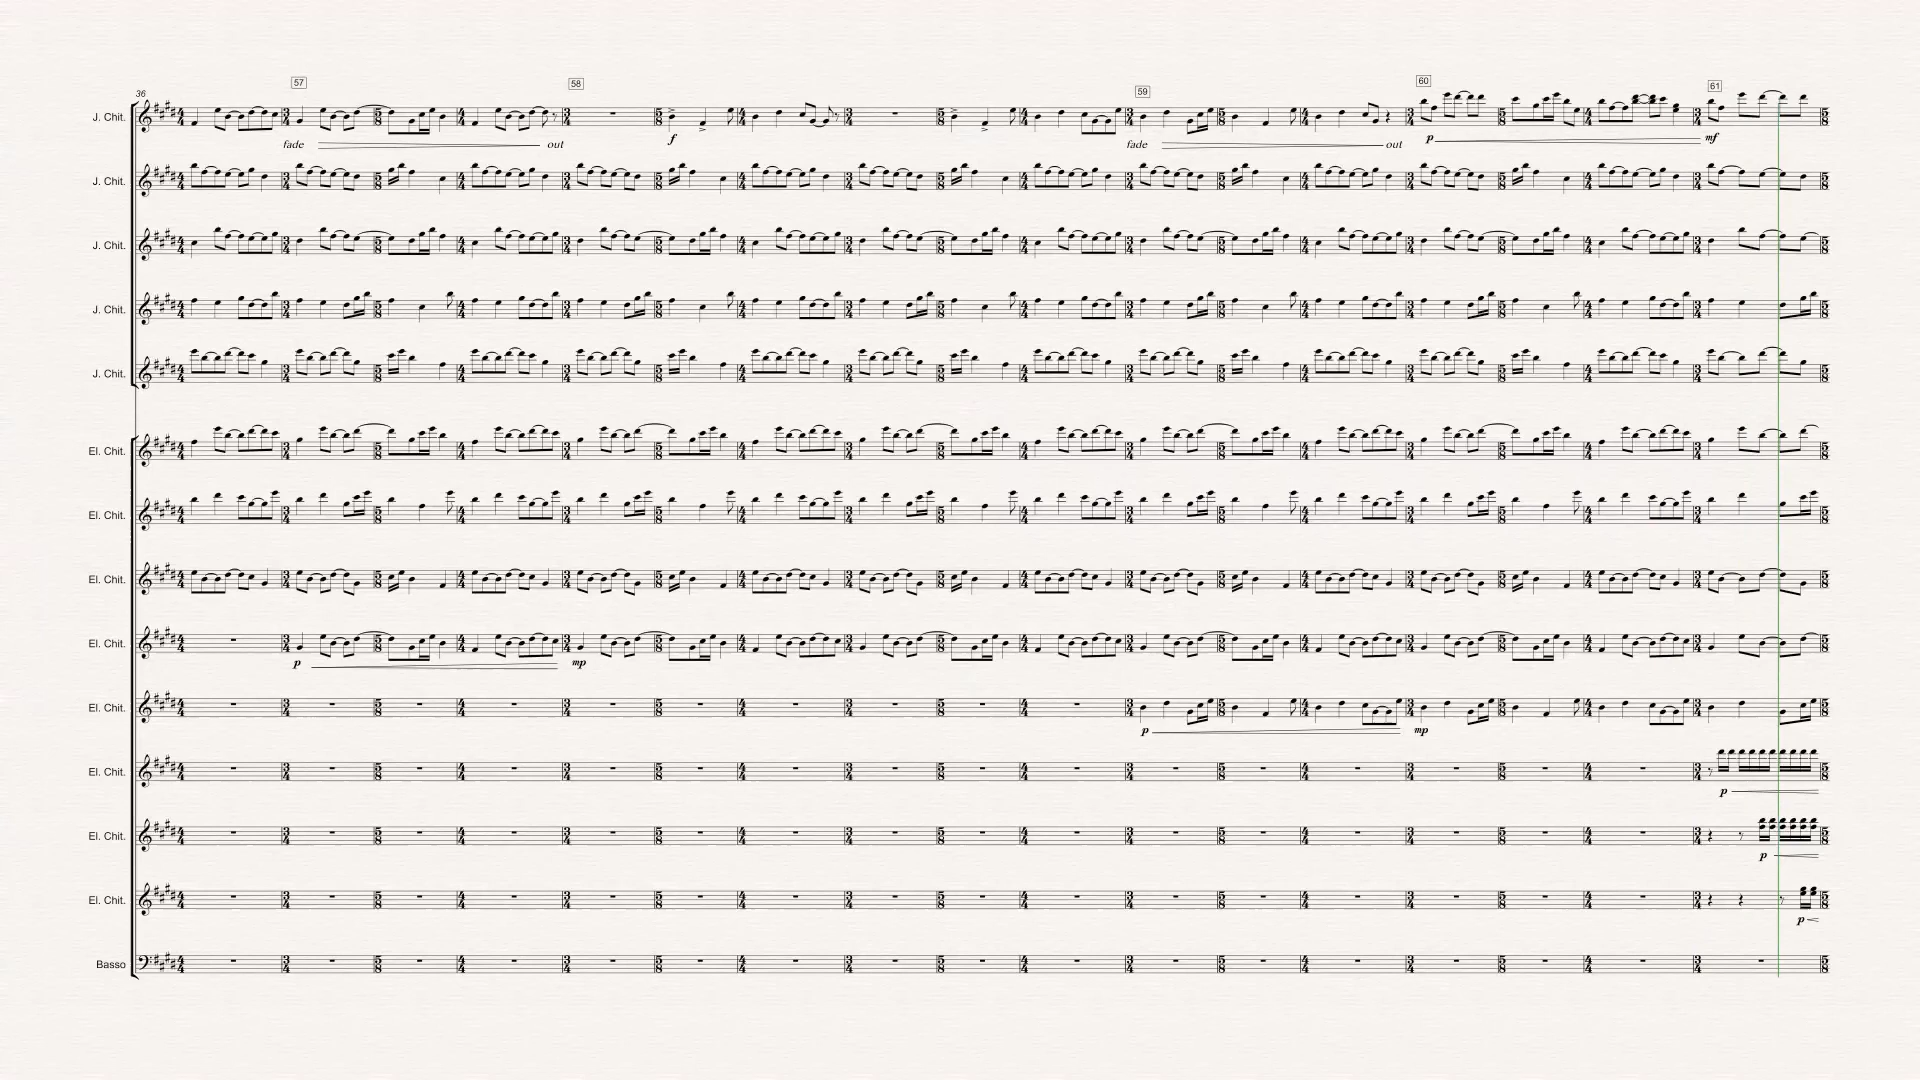 57 58 59 60 61
36
J. Chit.
fade out f fade out p mf
J. Chit.
J. Chit.
J. Chit.
J. Chit.
El. Chit.
El. Chit.
El. Chit.
El. Chit.
p mp
El. Chit.
p mp
El. Chit.
p
El. Chit.
p
El. Chit.
p
Basso